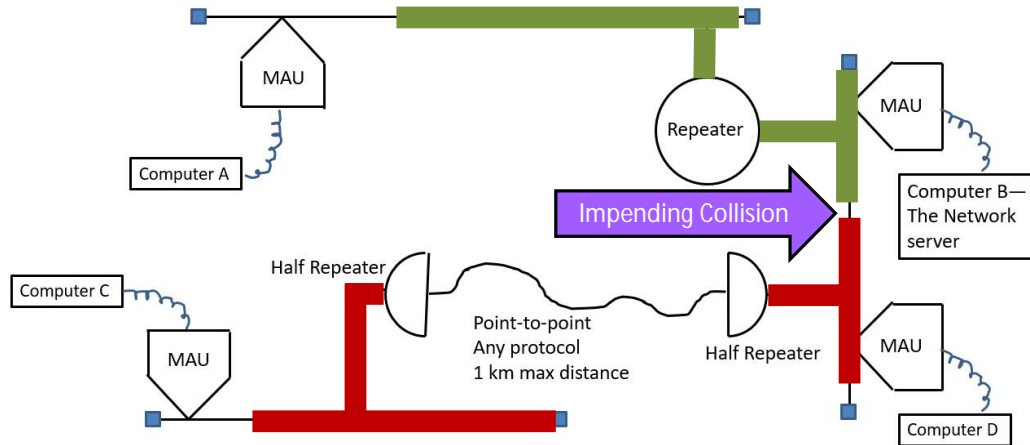 MAU
MAU
Repeater
Computer A
Computer B—
The Network
server
Impending Collision
Half Repeater
Computer C
Point-to-point
Any protocol
1 km max distance
Half Repeater
MAU
MAU
Computer D